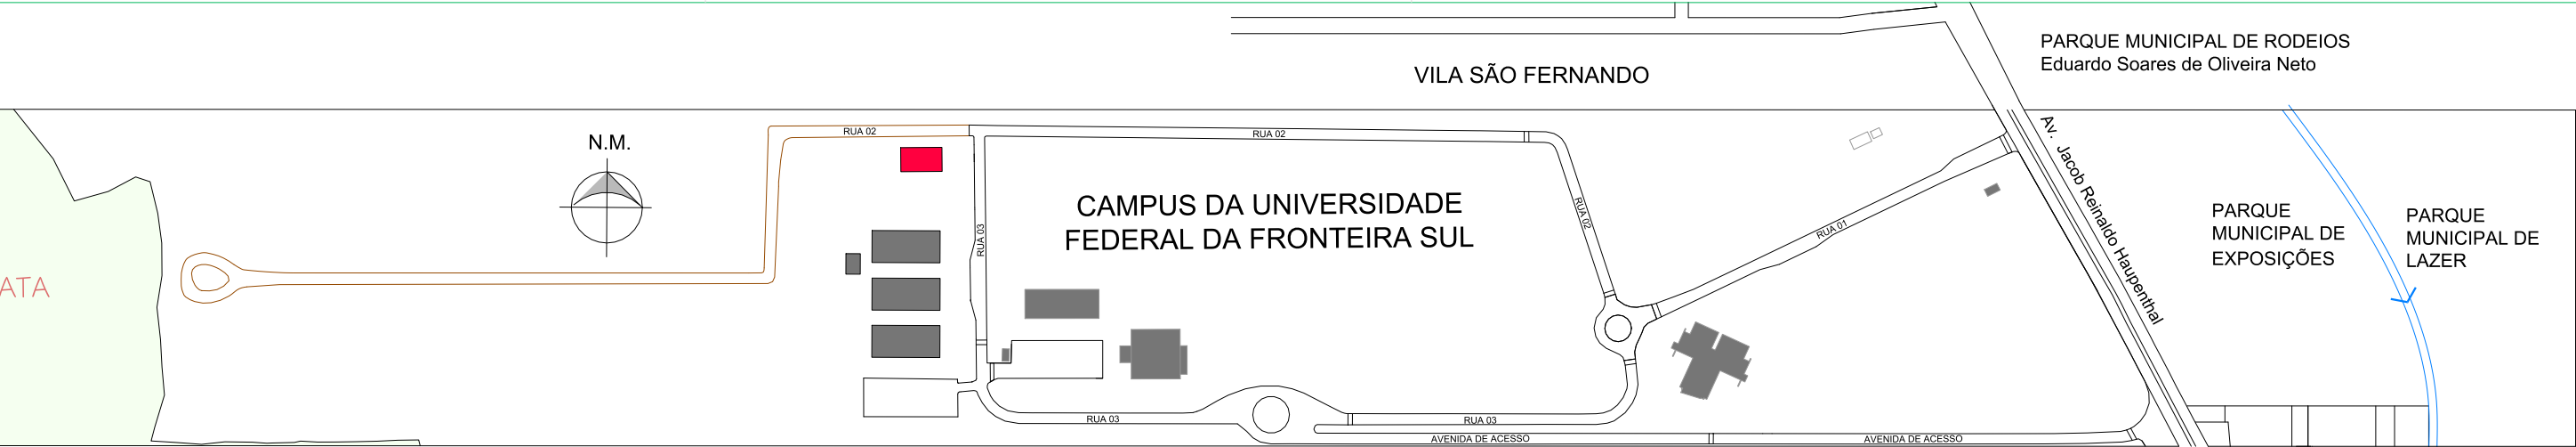 PARQUE MUNICIPAL DE RODEIOS
Eduardo Soares de Oliveira Neto
VILA SÃO FERNANDO
N.M.
RUA 02
RUA 02
CAMPUS DA UNIVERSIDADE
FEDERAL DA FRONTEIRA SUL
RUA 03
RUA 02
RUA 01
Av. Jacob Reinaldo Haupenthal
PARQUE
MUNICIPAL DE
EXPOSIÇÕES
PARQUE
MUNICIPAL DE
LAZER
ATA
RUA 03
RUA 03
AVENIDA DE ACESSO
AVENIDA DE ACESSO